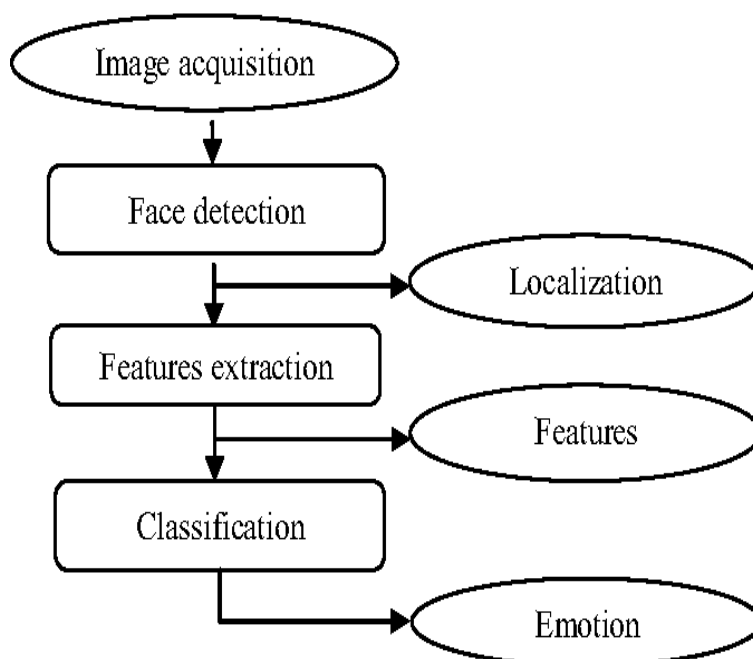 Image acquisition
Face detection
Localization
Features extraction
Features
Classification
Emotion